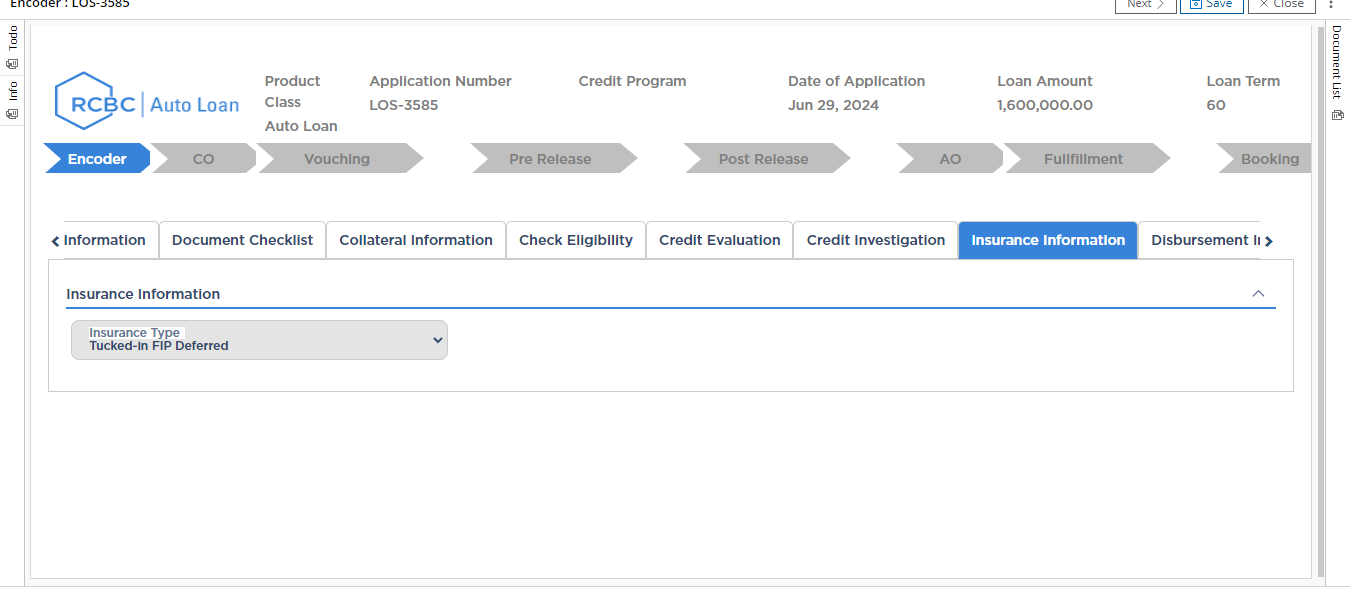 Encoder : LOS-3585
Next
Save
Close
Todo
Info
Document List
RCBC | Auto Loan
Product Class
Auto Loan
Application Number
LOS-3585
Credit Program
Date of Application
Jun 29, 2024
Loan Amount
1,600,000.00
Loan Term
60
Encoder
CO
Vouching
Pre Release
Post Release
AO
Fullfillment
Booking
Information
Document Checklist
Collateral Information
Check Eligibility
Credit Evaluation
Credit Investigation
Insurance Information
Disbursement
Insurance Information
Insurance Type
Tucked-in FIP Deferred